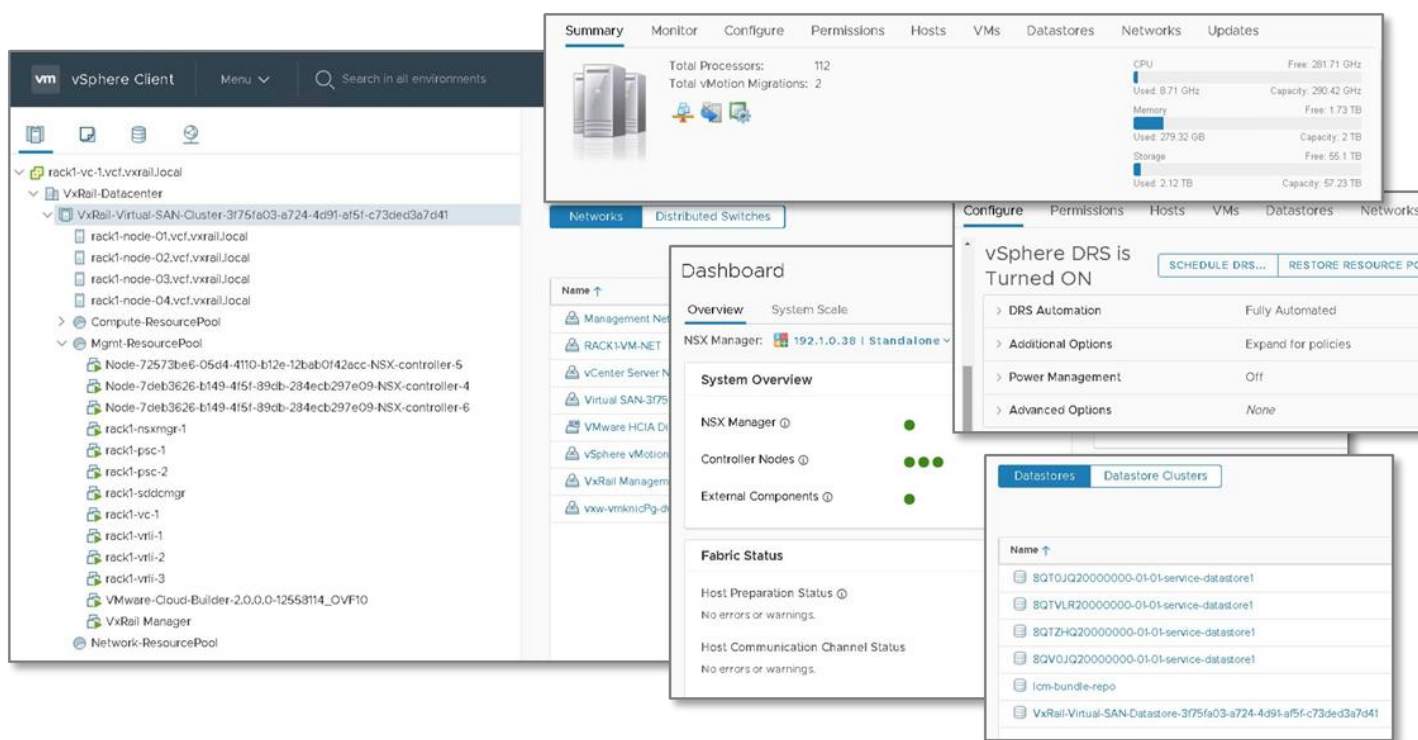 vm vSphere Client Menu Search in all environments
rack1-vc-1.vcf.vxrail.local
VxRail-Datacenter
VxRail-Virtual-SAN-Cluster-3f75fa03-a724-4d91-af5f-c73ded3a7d41
rack1-node-01.vcf.vxrail.local
rack1-node-02.vcf.vxrail.local
rack1-node-03.vcf.vxrail.local
rack1-node-04.vcf.vxrail.local
Compute-ResourcePool
Mgmt-ResourcePool
Node-72573be6-05d4-4110-b12e-12bab0f42acc-NSX-controller-5
Node-7deb3626-b149-4f5f-89db-284ecb297e09-NSX-controller-4
Node-7deb3626-b149-4f5f-89db-284ecb297e09-NSX-controller-6
rack1-nsxmgr-1
rack1-psc-1
rack1-psc-2
rack1-sddcmgr
rack1-vc-1
rack1-vrli-1
rack1-vrli-2
rack1-vrli-3
VMware-Cloud-Builder-2.0.0.0-12558114_OVF10
VxRail Manager
Network-ResourcePool
Summary Monitor Configure Permissions Hosts VMs Datastores Networks Updates
Total Processors: 112
Total vMotion Migrations: 2
CPU Free: 281.71 GHz
Used: 8.71 GHz Capacity: 290.42 GHz
Memory Free: 1.73 TB
Used: 279.32 GB Capacity: 2 TB
Storage Free: 55.1 TB
Used: 2.12 TB Capacity: 57.23 TB
Networks Distributed Switches
Name
Management Net
RACK1-VM-NET
vCenter Server N
Virtual SAN-3f75
VMware HCIA Di
vSphere vMotion
VxRail Managem
vxw-vmknicPg-dv
Dashboard
Overview System Scale
NSX Manager: 192.1.0.38 | Standalone
System Overview
NSX Manager
Controller Nodes
External Components
Fabric Status
Host Preparation Status
No errors or warnings.
Host Communication Channel Status
No errors or warnings.
Configure Permissions Hosts VMs Datastores Networks
vSphere DRS is
Turned ON
SCHEDULE DRS... RESTORE RESOURCE PO
DRS Automation Fully Automated
Additional Options Expand for policies
Power Management Off
Advanced Options None
Datastores Datastore Clusters
Name
8QT0JQ20000000-01-01-service-datastore1
8QTVLR20000000-01-01-service-datastore1
8QTZHQ20000000-01-01-service-datastore1
8QV0JQ20000000-01-01-service-datastore1
lcm-bundle-repo
VxRail-Virtual-SAN-Datastore-3f75fa03-a724-4d91-af5f-c73ded3a7d41